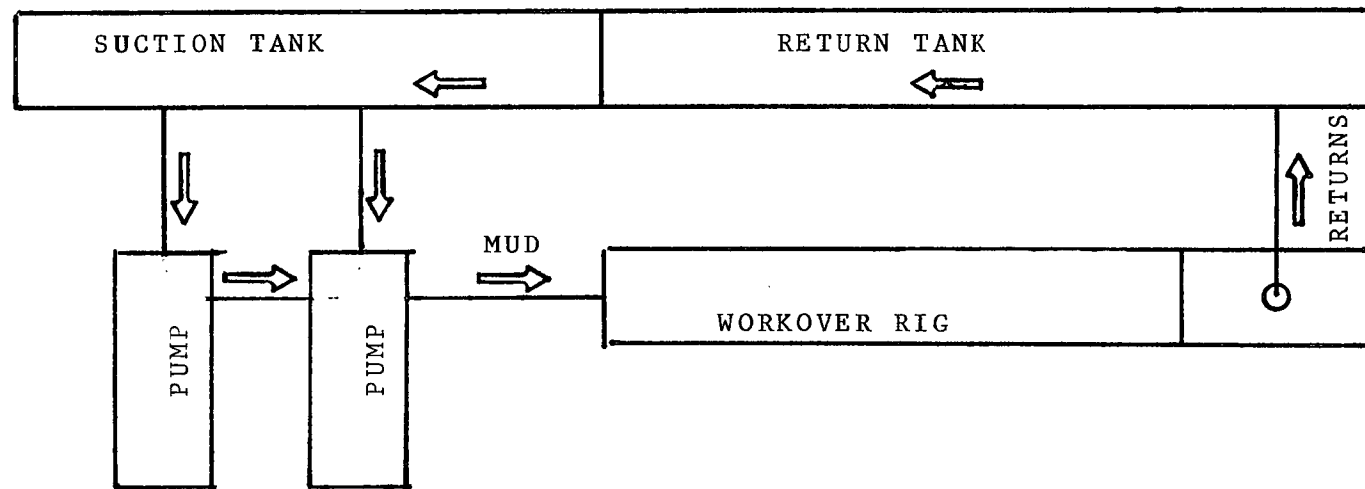 SUCTION TANK
RETURN TANK
RETURNS
MUD
PUMP
PUMP
WORKOVER RIG